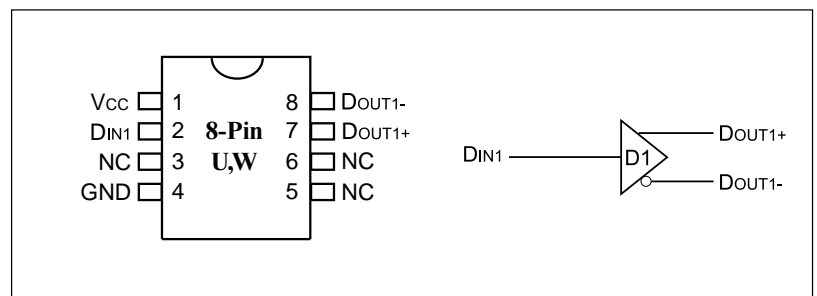 VCC 1 8 DOUT1-
DIN1 2 8-Pin 7 DOUT1+
NC 3 U,W 6 NC
GND 4 5 NC
DIN1 D1 DOUT1+
DOUT1-